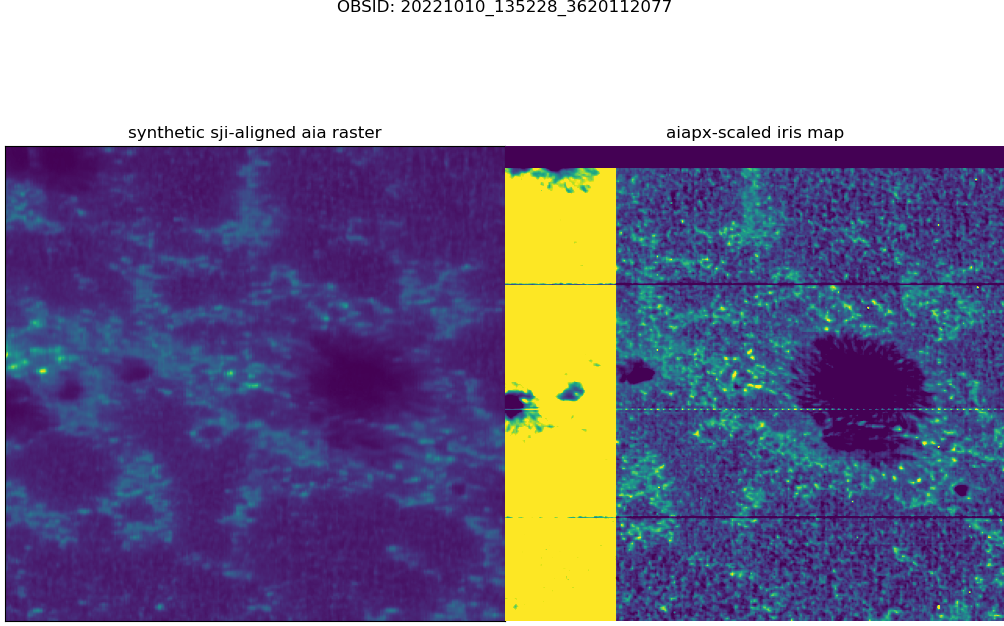 OBSID: 20221010_135228_3620112077
synthetic sji-aligned aia raster
aiapx-scaled iris map